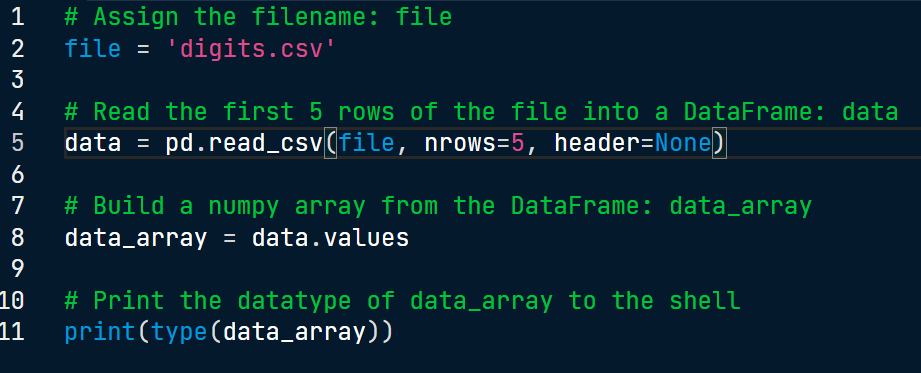 1 # Assign the filename: file
2 file = 'digits.csv'
3
4 # Read the first 5 rows of the file into a DataFrame: data
5 data = pd.read_csv(file, nrows=5, header=None)
6
7 # Build a numpy array from the DataFrame: data_array
8 data_array = data.values
9
10 # Print the datatype of data_array to the shell
11 print(type(data_array))